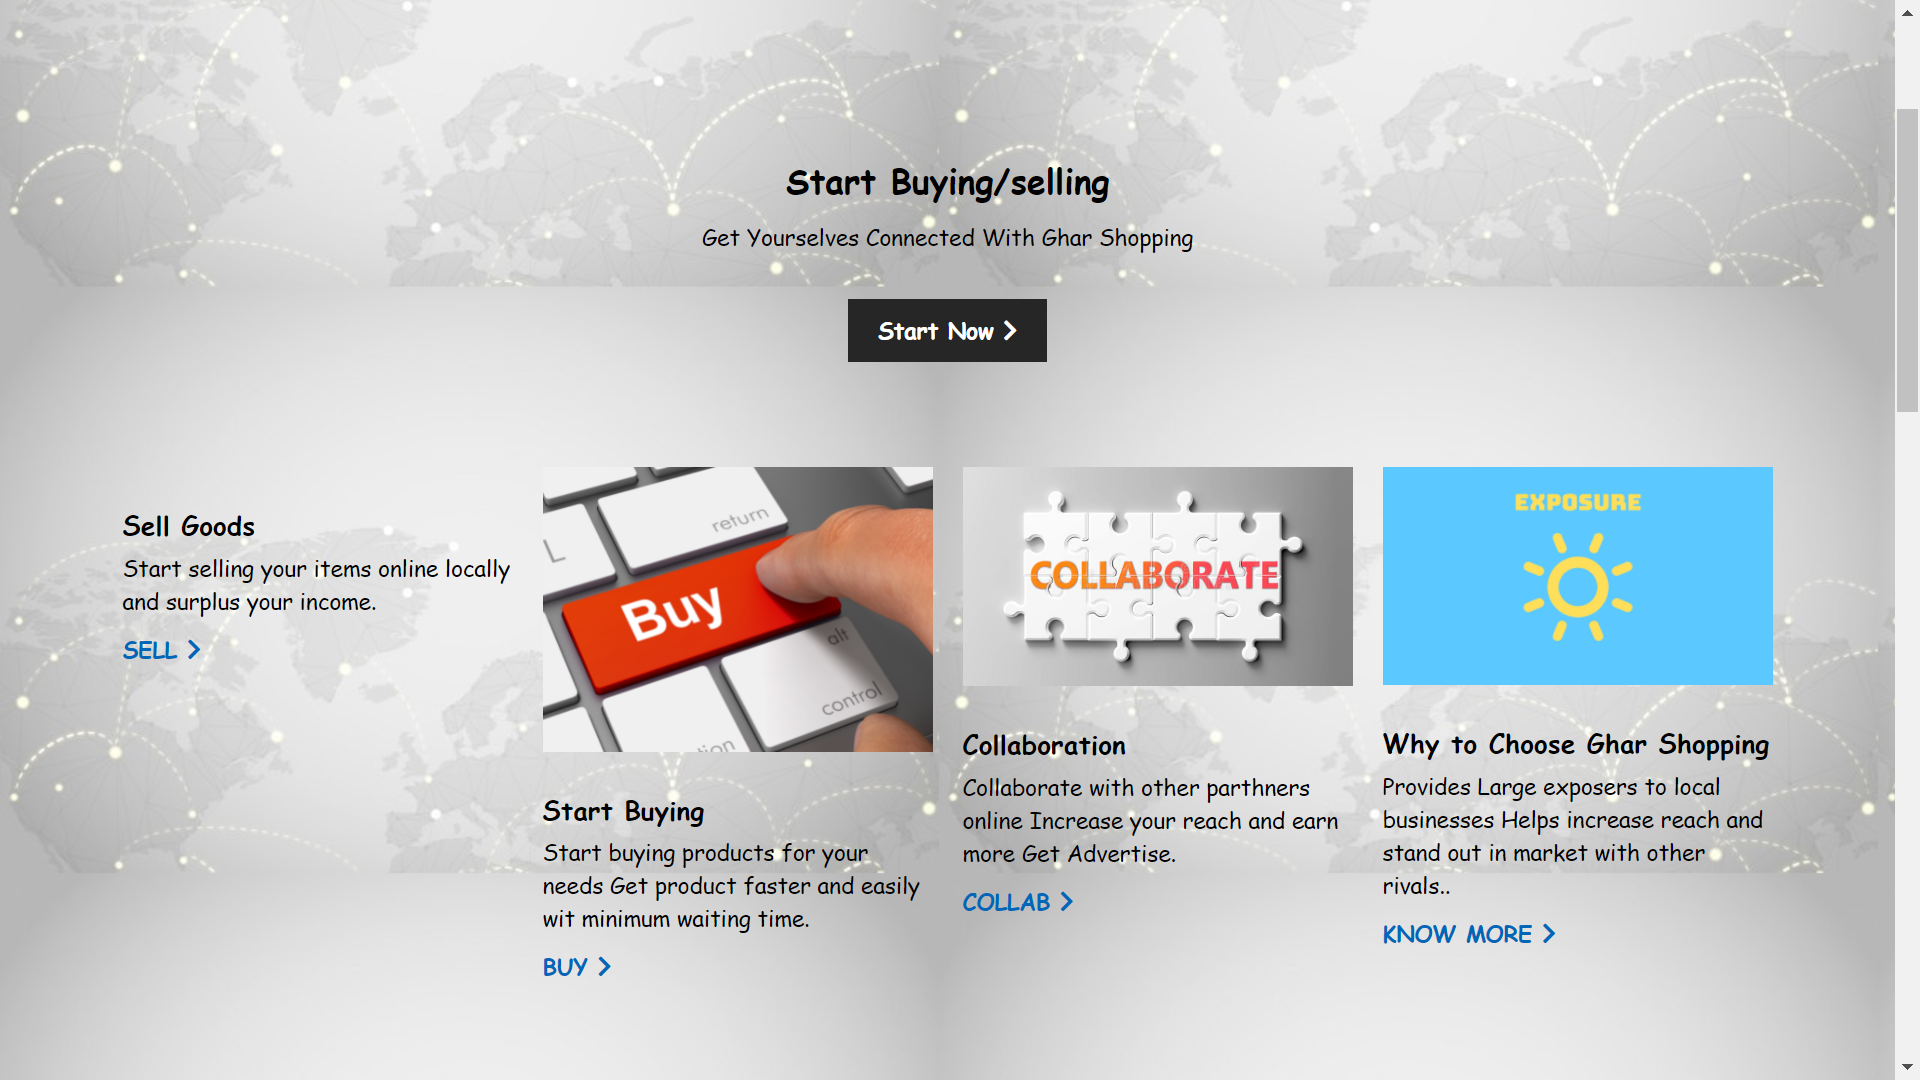 Start Buying/selling
Get Yourselves Connected With Ghar Shopping
Start Now
Sell Goods
Start selling your items online locally
and surplus your income.
SELL
return
L
Buy
alt
control
tion
Start Buying
Start buying products for your
needs Get product faster and easily
wit minimum waiting time.
BUY
COLLABORATE
Collaboration
Collaborate with other parthners
online Increase your reach and earn
more Get Advertise.
COLLAB
EXPOSURE
Why to Choose Ghar Shopping
Provides Large exposers to local
businesses Helps increase reach and
stand out in market with other
rivals..
KNOW MORE